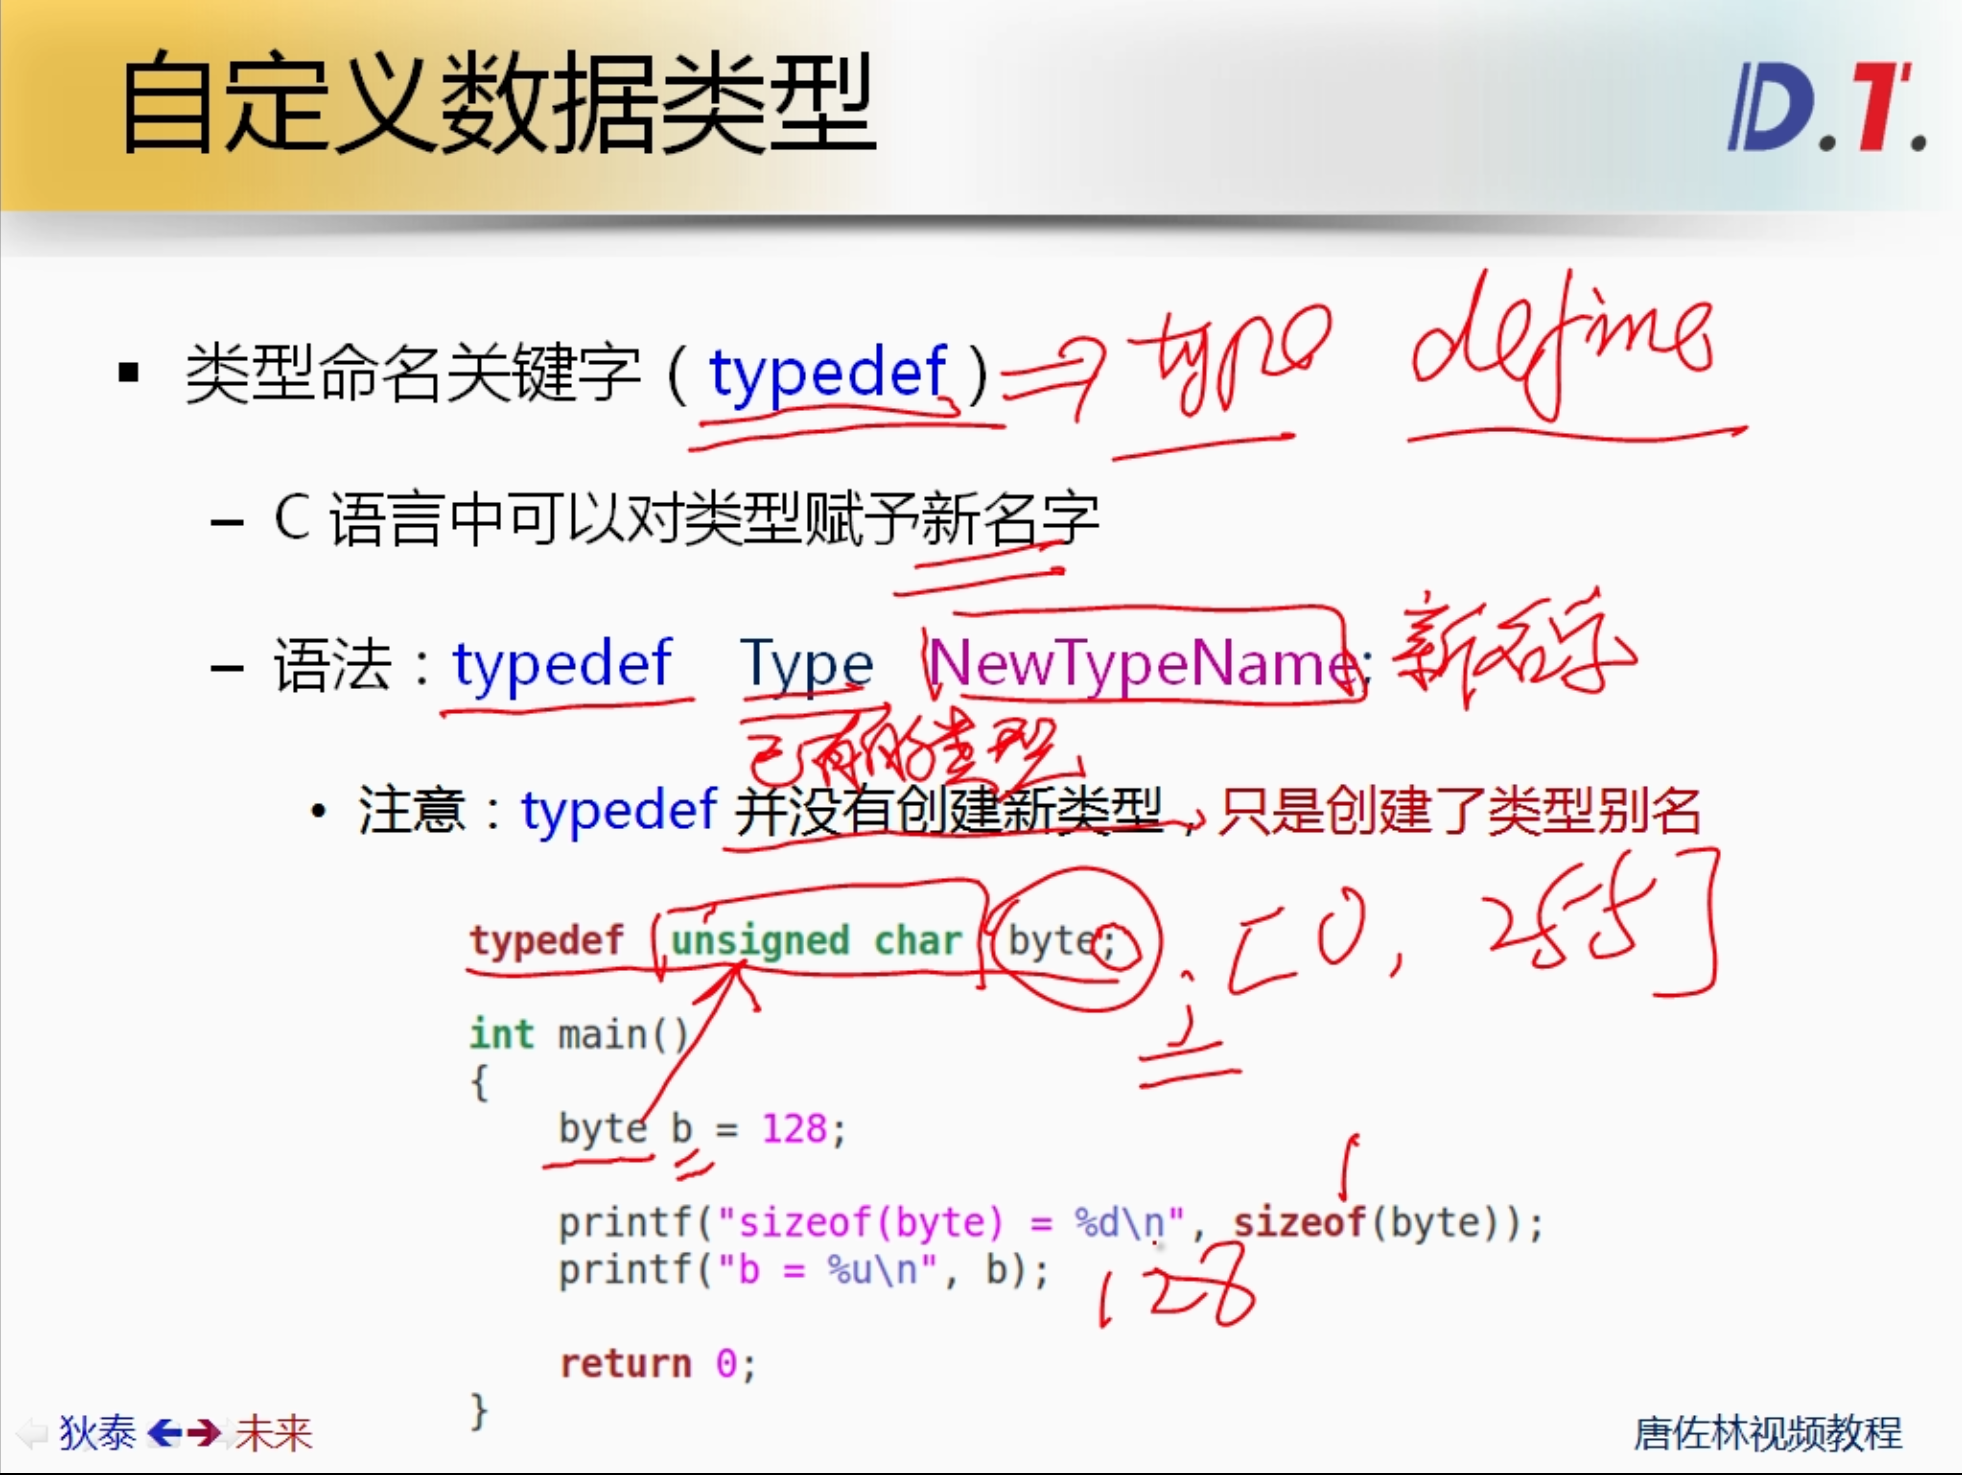 自定义数据类型
D.T.
▪ 类型命名关键字（typedef）=> type define
– C 语言中可以对类型赋予新名字
– 语法：typedef Type NewTypeName; 新名字
已有的类型
• 注意：typedef 并没有创建新类型，只是创建了类型别名
typedef unsigned char byte; ; [0, 255]
int main()
{
byte b = 128;
1
printf("sizeof(byte) = %d\n", sizeof(byte));
printf("b = %u\n", b); 128
return 0;
}
狄泰 ← → 未来
唐佐林视频教程